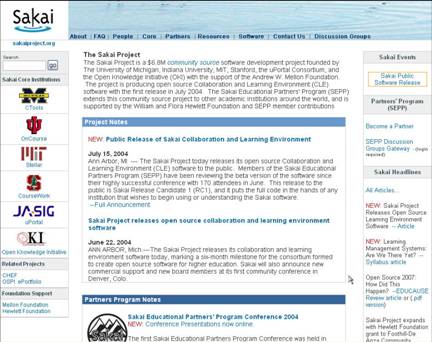 Sakai
sakaiproject.org
About | FAQ | People | Core | Partners | Resources | Software | Contact Us | Discussion Groups
Search
go
Sakai Core Institutions
CTools
OnCourse
MIT
Stellar
CourseWork
JA-SIG
uPortal
OKI
Open Knowledge Initiative
Related Projects
CHEF
OSPI: ePortfolio
Foundation Support
Mellon Foundation
Hewlett Foundation
The Sakai Project
The Sakai Project is a $6.8M community source software development project founded by
The University of Michigan, Indiana University, MIT, Stanford, the uPortal Consortium, and
the Open Knowledge Initiative (OKI) with the support of the Andrew W. Mellon Foundation.
The project is producing open source Collaboration and Learning Environment (CLE)
software with the first release in July 2004. The Sakai Educational Partners' Program (SEPP)
extends this community source project to other academic institutions around the world, and is
supported by the William and Flora Hewlett Foundation and SEPP member contributions
Project Notes
NEW: Public Release of Sakai Collaboration and Learning Environment
July 15, 2004
Ann Arbor, MI --- The Sakai Project today releases its open source Collaboration and
Learning Environment (CLE) software to the public. Members of the Sakai Educational
Partners Program (SEPP) have been reviewing the beta version of the software since
their highly successful conference with 170 attendees in June. This release to the
public is Sakai Release Candidate 1 (RC1), and it puts the full code in the hands of any
institution that wishes to begin using or understanding the Sakai software.
--Full Announcement
Sakai Project releases open source collaboration and learning environment
software
June 22, 2004
ANN ARBOR, Mich.—The Sakai Project releases its collaboration and learning
environment software today, marking a six-month milestone for the consortium formed
to create open source software for higher education. Sakai will also announce new
commercial support and new board members at its first community conference in
Denver, Colo.
Partners Program Notes
Sakai Educational Partners' Program Conference 2004
NEW: Conference Presentations now online.
The first Sakai Educational Partners' Program Conference was held in
Sakai Events
Sakai Public
Software Release
Partners' Program
(SEPP)
Become a Partner
SEPP Discussion
Groups Gateway - (login
required)
Sakai Headlines
All Articles...
NEW: Sakai Project
Releases Open Source
Learning Environment
Software -- Article
NEW: Learning
Management Systems:
Are We There Yet? --
Syllabus article
Open Source 2007:
How Did This
Happen? --EDUCAUSE
Review article or (.pdf
version)
Sakai Project
expands with Hewlett
Foundation grant to
Foothill-De
Anza Community